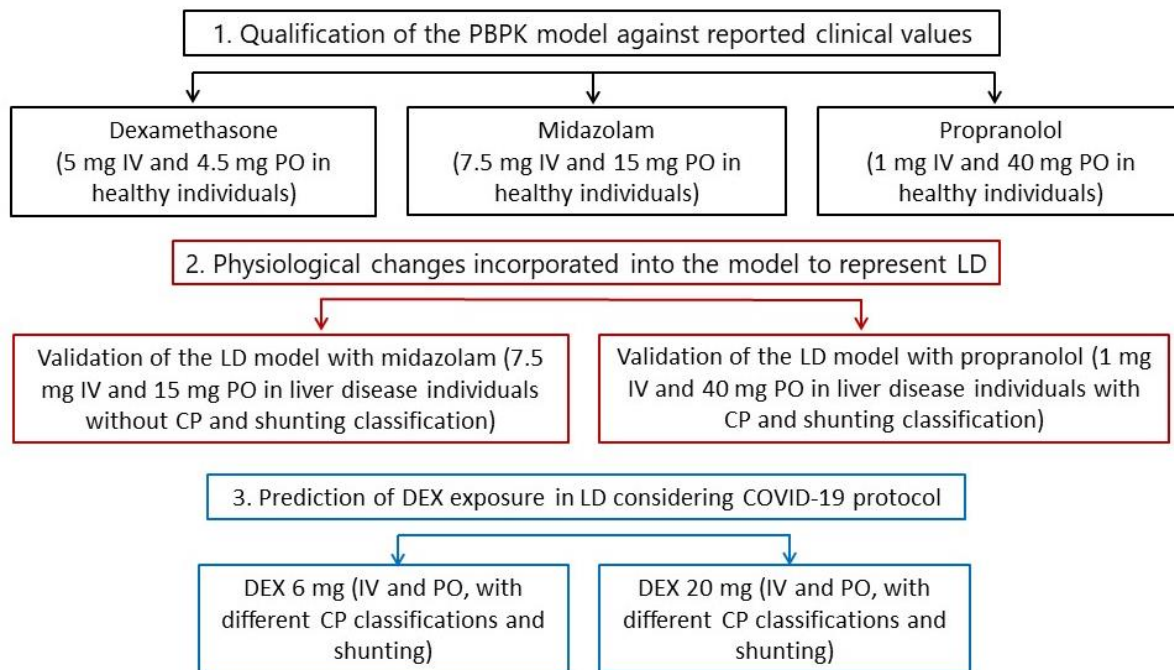 1. Qualification of the PBPK model against reported clinical values
Dexamethasone
(5 mg IV and 4.5 mg PO in
healthy individuals)
Midazolam
(7.5 mg IV and 15 mg PO in
healthy individuals)
Propranolol
(1 mg IV and 40 mg PO in
healthy individuals)
2. Physiological changes incorporated into the model to represent LD
Validation of the LD model with midazolam (7.5
mg IV and 15 mg PO in liver disease individuals
without CP and shunting classification)
Validation of the LD model with propranolol (1 mg
IV and 40 mg PO in liver disease individuals with
CP and shunting classification)
3. Prediction of DEX exposure in LD considering COVID-19 protocol
DEX 6 mg (IV and PO, with
different CP classifications and
shunting)
DEX 20 mg (IV and PO, with
different CP classifications and
shunting)